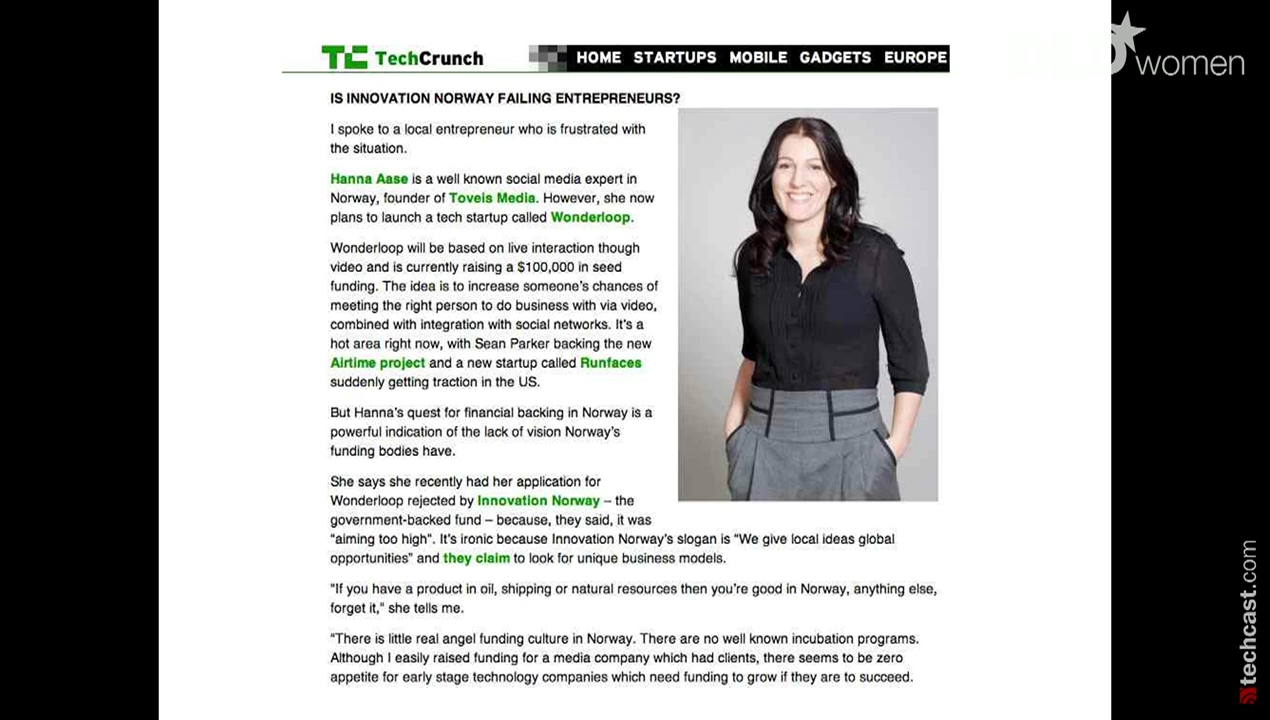 TC TechCrunch
HOME STARTUPS MOBILE GADGETS EUROPE
women
IS INNOVATION NORWAY FAILING ENTREPRENEURS?
I spoke to a local entrepreneur who is frustrated with
the situation.
Hanna Aase is a well known social media expert in
Norway, founder of Toveis Media. However, she now
plans to launch a tech startup called Wonderloop.
Wonderloop will be based on live interaction though
video and is currently raising a $100,000 in seed
funding. The idea is to increase someone's chances of
meeting the right person to do business with via video,
combined with integration with social networks. It's a
hot area right now, with Sean Parker backing the new
Airtime project and a new startup called Runfaces
suddenly getting traction in the US.
But Hanna's quest for financial backing in Norway is a
powerful indication of the lack of vision Norway's
funding bodies have.
She says she recently had her application for
Wonderloop rejected by Innovation Norway – the
government-backed fund – because, they said, it was
"aiming too high". It's ironic because Innovation Norway's slogan is "We give local ideas global
opportunities" and they claim to look for unique business models.
"If you have a product in oil, shipping or natural resources then you're good in Norway, anything else,
forget it," she tells me.
"There is little real angel funding culture in Norway. There are no well known incubation programs.
Although I easily raised funding for a media company which had clients, there seems to be zero
appetite for early stage technology companies which need funding to grow if they are to succeed.
techcast.com